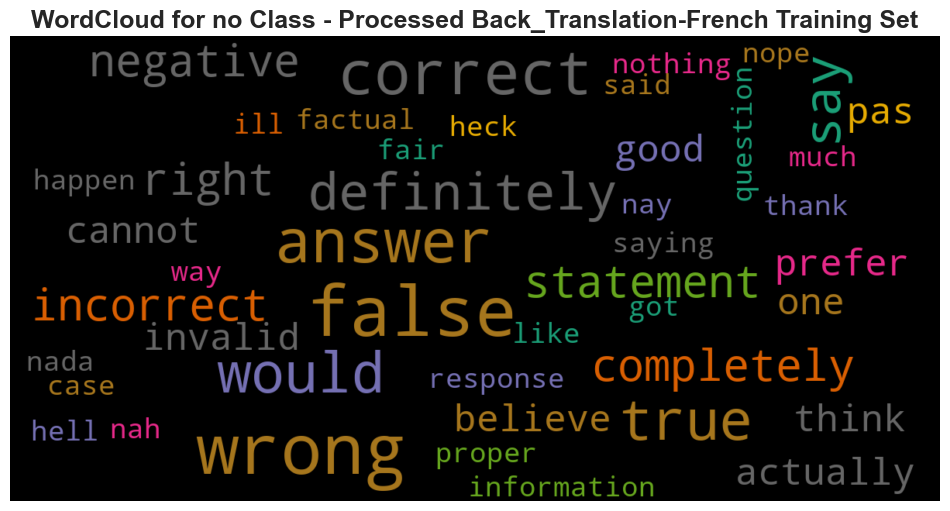 WordCloud for no Class - Processed Back_Translation-French Training Set
negative
correct
nothing
nope
said
say
pas
ill
factual
heck
question
fair
good
much
happen
right
definitely
nay
thank
cannot
answer
saying
way
statement
prefer
incorrect
false
got
one
invalid
like
nada
case
would
response
completely
hell
nah
wrong
believe
true
think
proper
actually
information